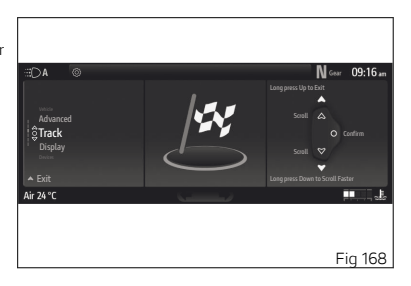 r
A
N Gear 09:16 am
Long press Up to Exit
Vehicle
Advanced
Track
Display
Scroll
Confirm
Scroll
Exit
Long press Down to Scroll Faster
Air 24 °C
Fig 168